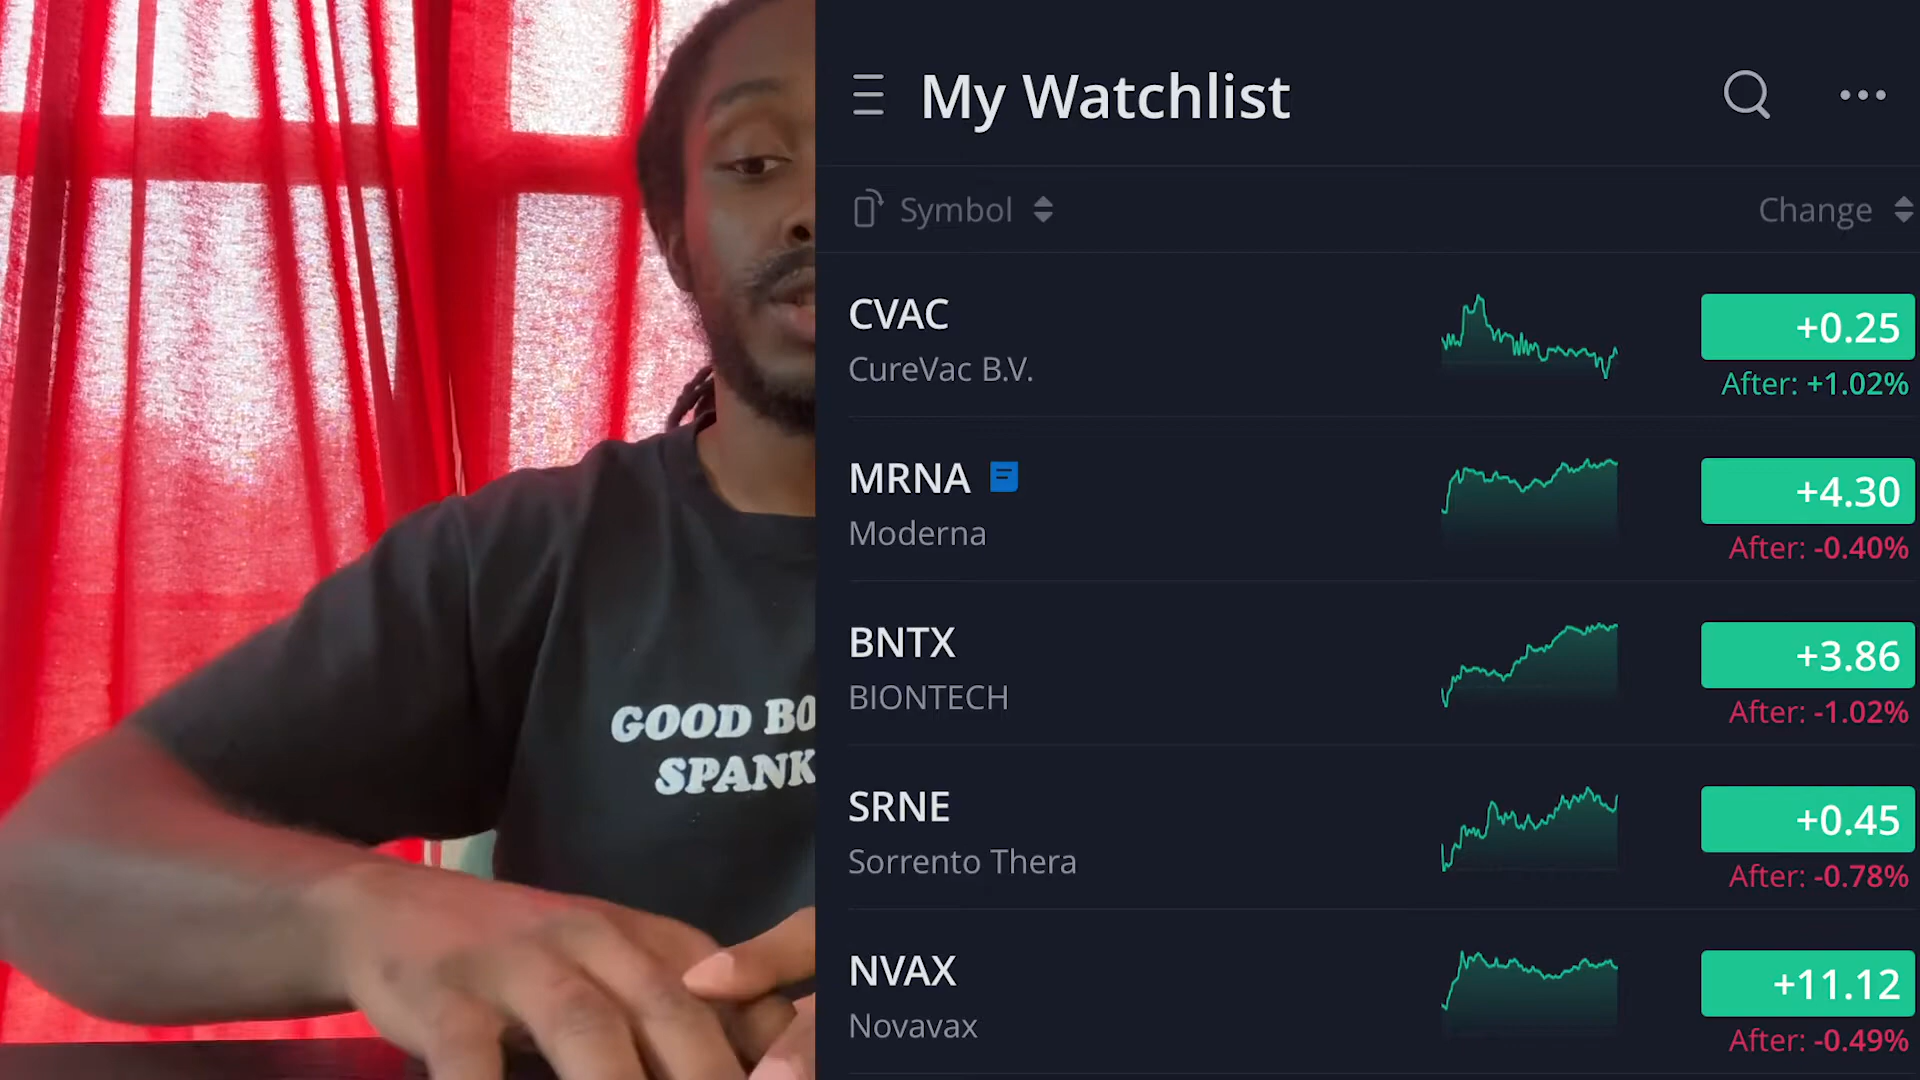 GOOD BO
SPANK
My Watchlist
Symbol
Change
CVAC
+0.25
CureVac B.V.
After: +1.02%
MRNA
+4.30
Moderna
After: -0.40%
BNTX
+3.86
BIONTECH
After: -1.02%
SRNE
+0.45
Sorrento Thera
After: -0.78%
NVAX
+11.12
Novavax
After: -0.49%